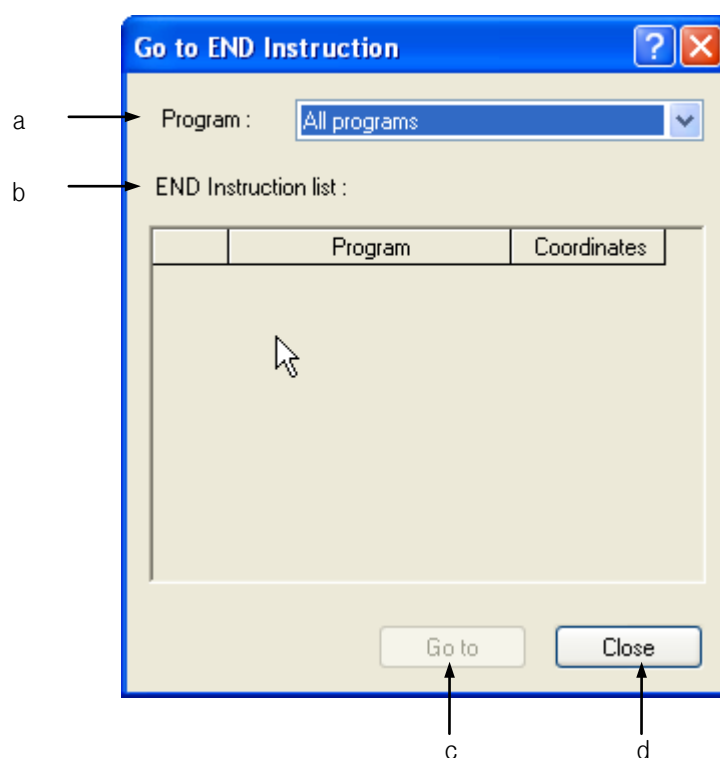 Go to END Instruction
a
Program :
All programs
b
END Instruction list :
Program Coordinates
Go to Close
c d